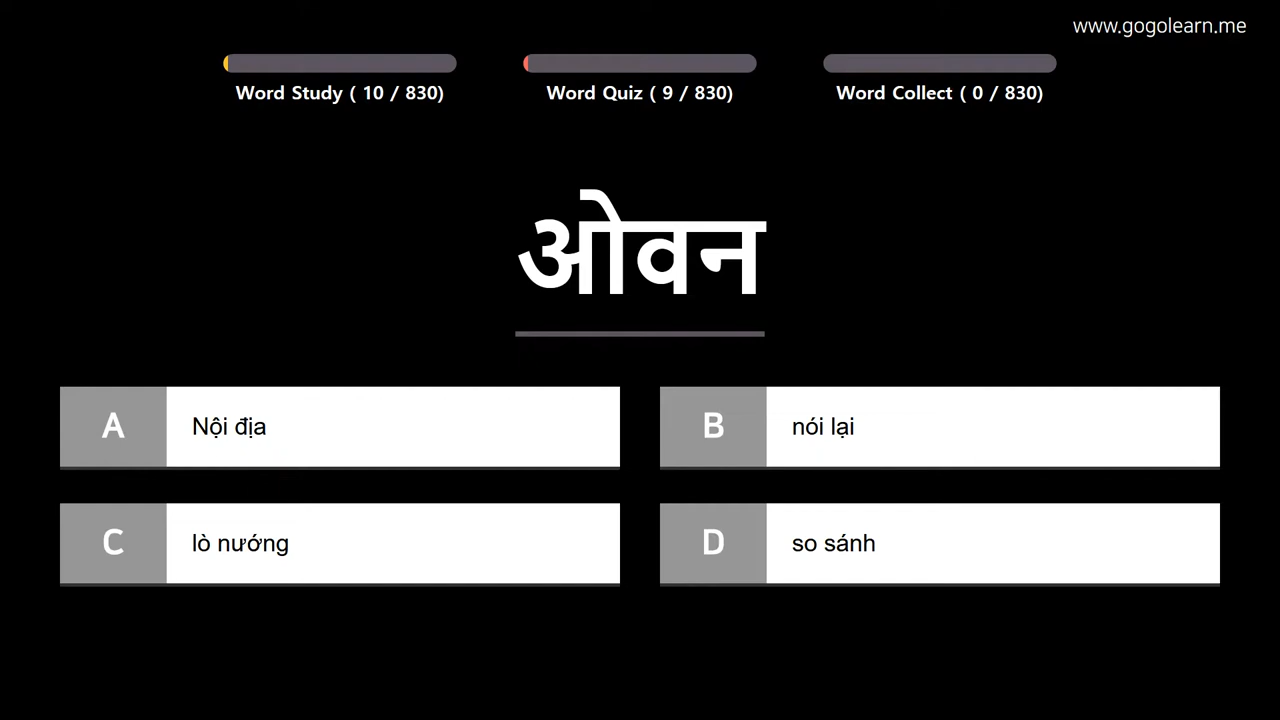 www.gogolearn.me
Word Study ( 10 / 830)
Word Quiz ( 9 / 830)
Word Collect ( 0 / 830)
ओवन
A Nội địa
B nói lại
C lò nướng
D so sánh